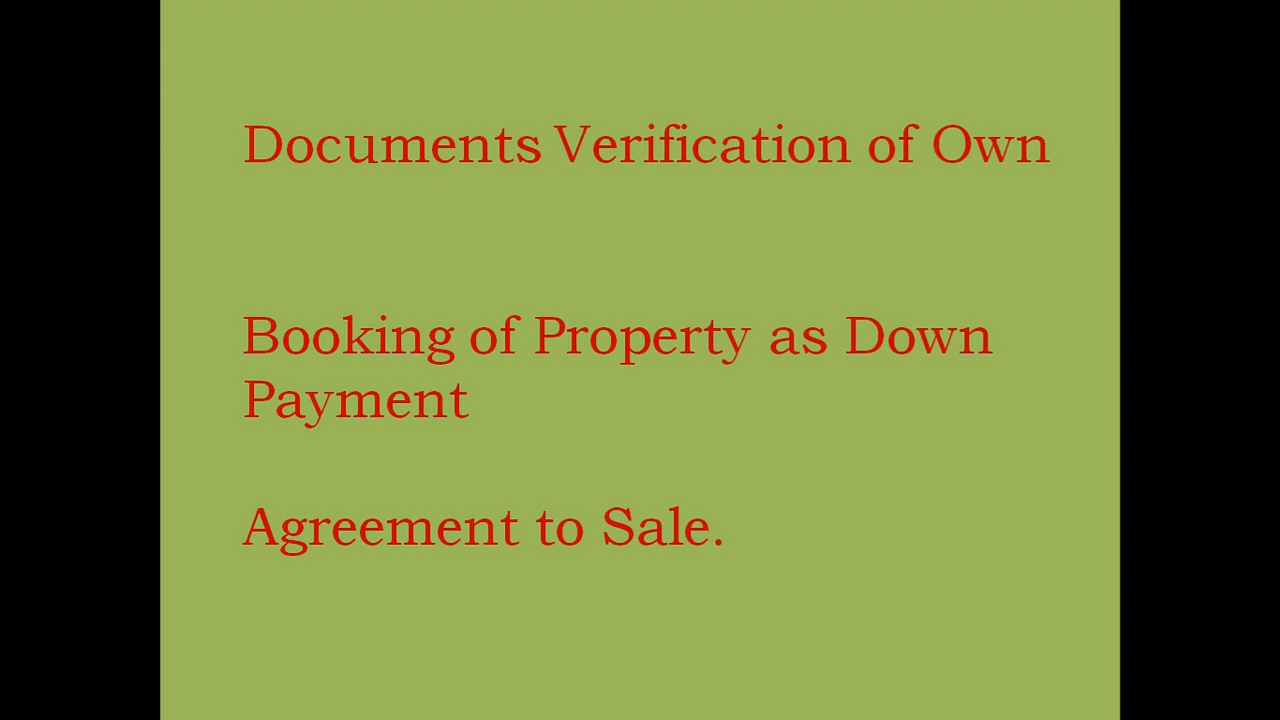 Documents Verification of Own
Booking of Property as Down
Payment
Agreement to Sale.